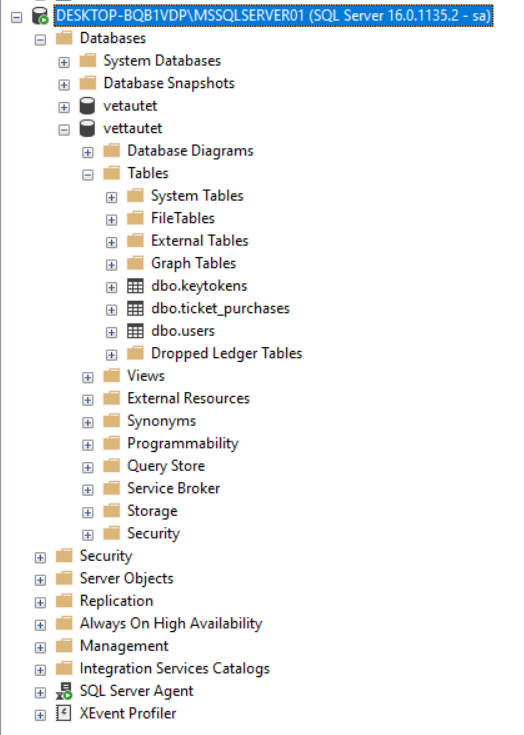 DESKTOP-BQB1VDP\MSSQLSERVER01 (SQL Server 16.0.1135.2 - sa)
Databases
System Databases
Database Snapshots
vetautet
vettautet
Database Diagrams
Tables
System Tables
FileTables
External Tables
Graph Tables
dbo.keytokens
dbo.ticket_purchases
dbo.users
Dropped Ledger Tables
Views
External Resources
Synonyms
Programmability
Query Store
Service Broker
Storage
Security
Security
Server Objects
Replication
Always On High Availability
Management
Integration Services Catalogs
SQL Server Agent
XEvent Profiler